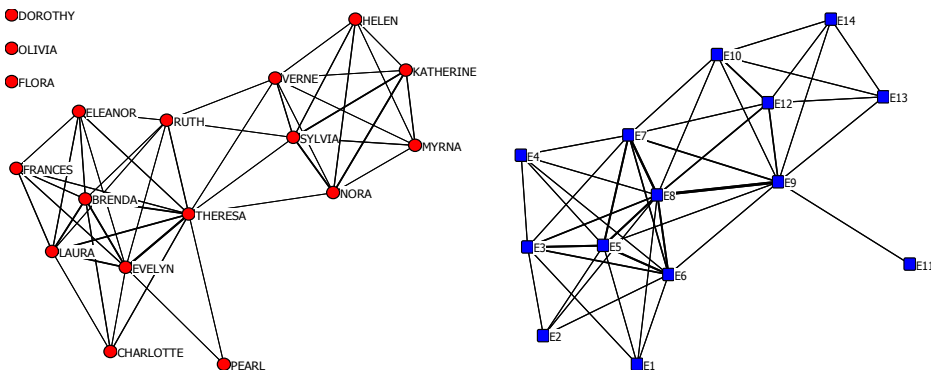 DOROTHY
OLIVIA
FLORA
HELEN
KATHERINE
VERNE
SYLVIA
MYRNA
NORA
ELEANOR
RUTH
FRANCES
BRENDA
THERESA
LAURA
EVELYN
CHARLOTTE
PEARL
E14
E10
E12
E13
E7
E4
E8
E9
E3
E5
E6
E11
E2
E1